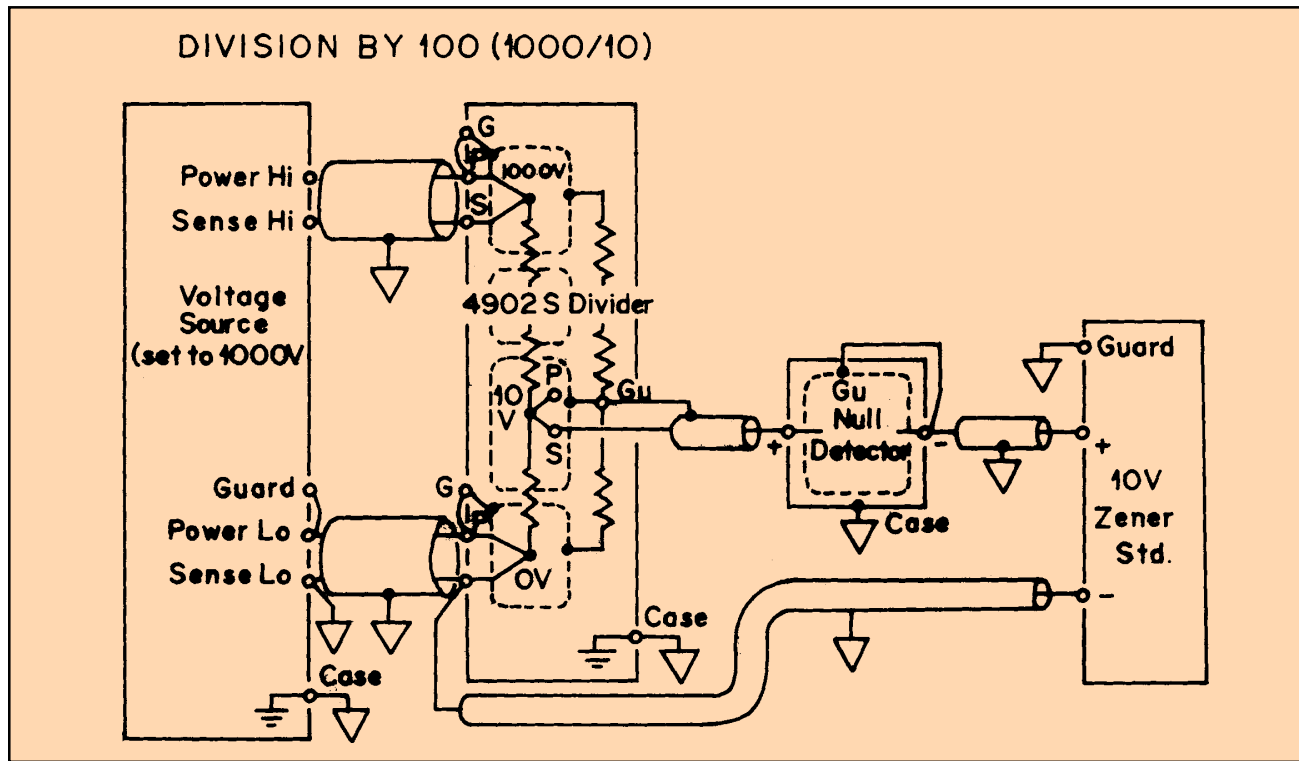 DIVISION BY 100 (1000/10)
G
P
1000V
S
Power Hi
Sense Hi
Voltage
Source
(set to 1000V
4902 S Divider
P
10
V
S
Gu
Gu
Null
Detector
+
-
Case
Guard
+
10V
Zener
Std.
-
Guard
Power Lo
Sense Lo
G
P
0V
Case
Case